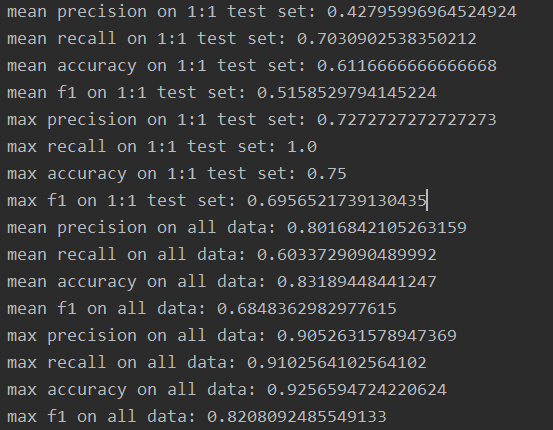 mean precision on 1:1 test set: 0.42795996964524924
mean recall on 1:1 test set: 0.7030902538350212
mean accuracy on 1:1 test set: 0.6116666666666668
mean f1 on 1:1 test set: 0.5158529794145224
max precision on 1:1 test set: 0.7272727272727273
max recall on 1:1 test set: 1.0
max accuracy on 1:1 test set: 0.75
max f1 on 1:1 test set: 0.6956521739130435
mean precision on all data: 0.8016842105263159
mean recall on all data: 0.6033729090489992
mean accuracy on all data: 0.83189448441247
mean f1 on all data: 0.6848362982977615
max precision on all data: 0.9052631578947369
max recall on all data: 0.9102564102564102
max accuracy on all data: 0.9256594724220624
max f1 on all data: 0.8208092485549133